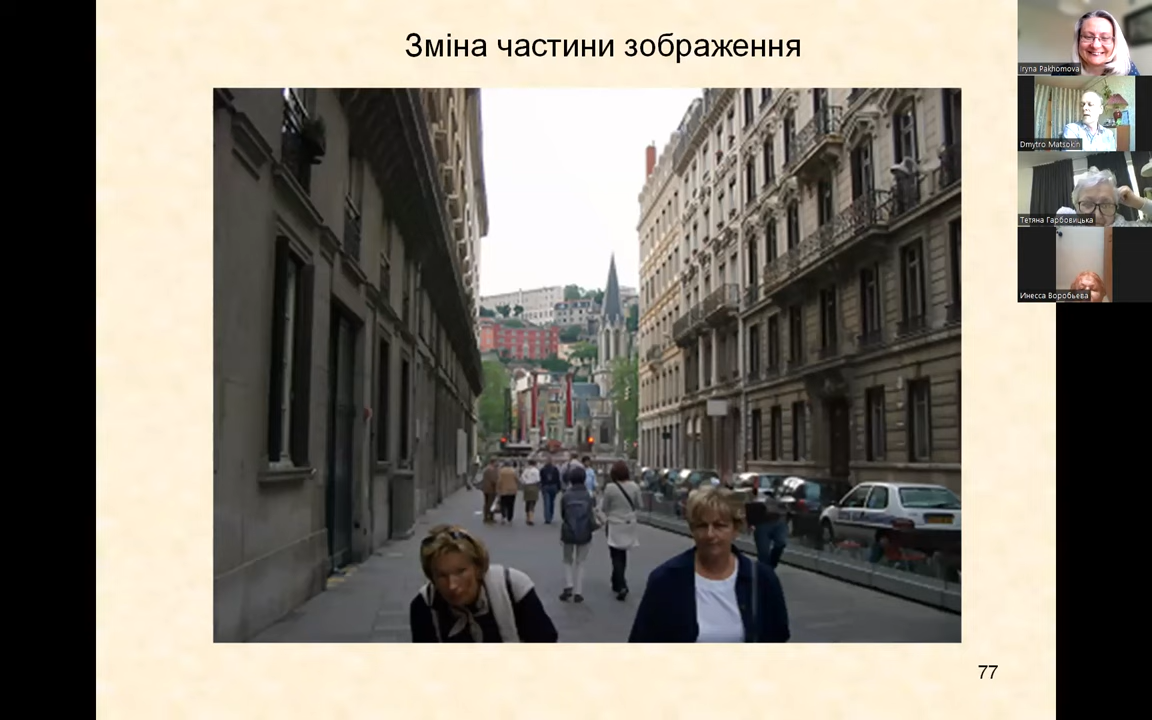 Зміна частини зображення
Iryna Pakhomova
Dmytro Matsokin
Тетяна Гарбовицька
Инесса Воробьева
77